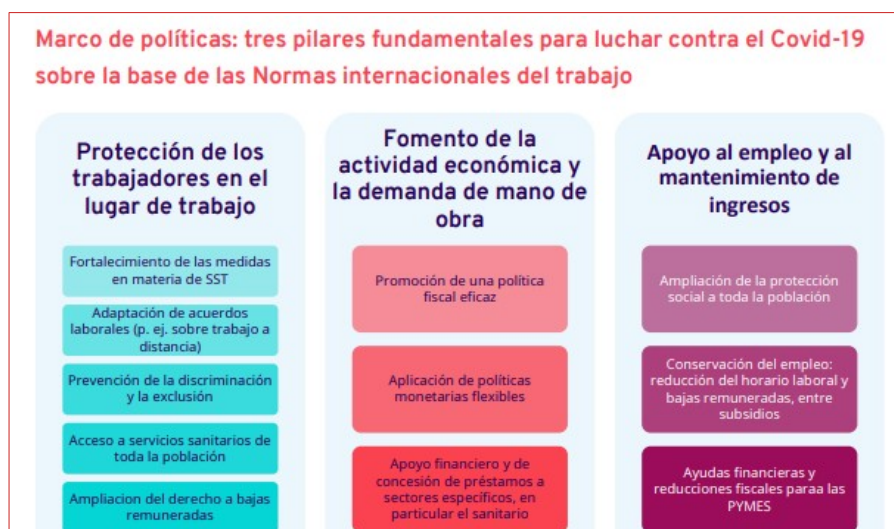 Marco de políticas: tres pilares fundamentales para luchar contra el Covid-19
sobre la base de las Normas internacionales del trabajo
Protección de los
trabajadores en el
lugar de trabajo
Fortalecimiento de las medidas
en materia de SST
Adaptación de acuerdos
laborales (p. ej. sobre trabajo a
distancia)
Prevención de la discriminación
y la exclusión
Acceso a servicios sanitarios de
toda la población
Ampliacion del derecho a bajas
remuneradas
Fomento de la
actividad económica y
la demanda de mano de
obra
Promoción de una política
fiscal eficaz
Aplicación de políticas
monetarias flexibles
Apoyo financiero y de
concesión de préstamos a
sectores específicos, en
particular el sanitario
Apoyo al empleo y al
mantenimiento de
ingresos
Ampliación de la protección
social a toda la población
Conservación del empleo:
reducción del horario laboral y
bajas remuneradas, entre
subsidios
Ayudas financieras y
reducciones fiscales paraa las
PYMES